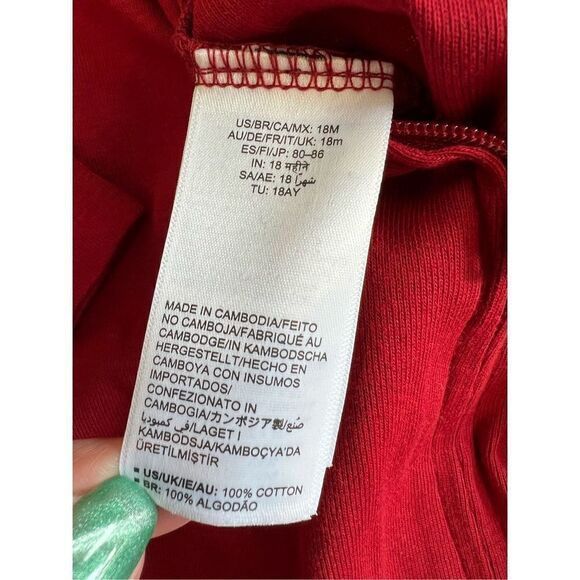 US/BR/CA/MX: 18M
AU/DE/FR/IT/UK: 18m
ES/FI/JP: 80–86
IN: 18 महीने
SA/AE: 18 شهرًا
TU: 18AY
MADE IN CAMBODIA/FEITO
NO CAMBOJA/FABRIQUÉ AU
CAMBODGE/IN KAMBODSCHA
HERGESTELLT/HECHO EN
CAMBOYA CON INSUMOS
IMPORTADOS/
CONFEZIONATO IN
CAMBOGIA/カンボジア製/صُنع
في كمبوديا/LAGET I
KAMBODSJA/KAMBOÇYA'DA
ÜRETİLMİŞTİR
■ US/UK/IE/AU: 100% COTTON
■ BR: 100% ALGODÃO